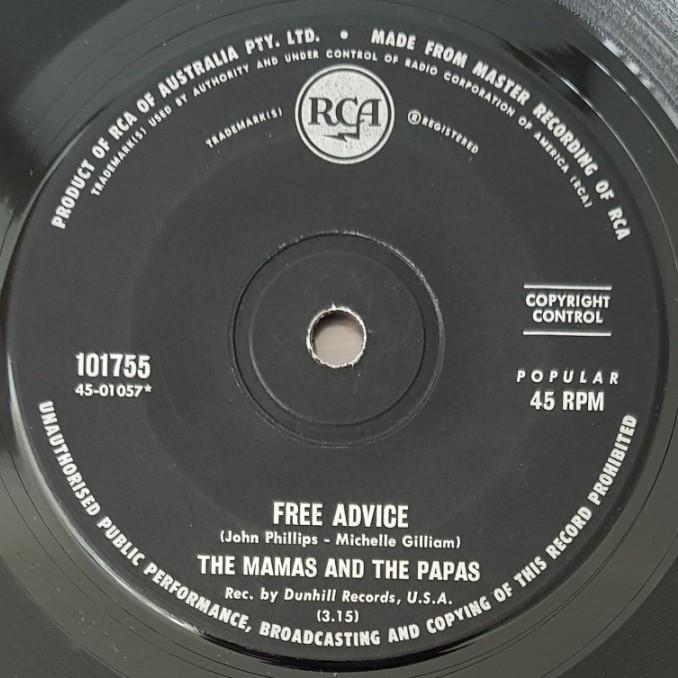 PRODUCT OF RCA OF AUSTRALIA PTY. LTD. • MADE FROM MASTER RECORDING OF RCA
TRADEMARK(S) USED BY AUTHORITY AND UNDER CONTROL OF RADIO CORPORATION OF AMERICA (RCA)
TRADEMARK(S) RCA ® REGISTERED
COPYRIGHT
CONTROL
101755
45-01057*
POPULAR
45 RPM
FREE ADVICE
(John Phillips - Michelle Gilliam)
THE MAMAS AND THE PAPAS
Rec. by Dunhill Records, U.S.A.
(3.15)
UNAUTHORISED PUBLIC PERFORMANCE, BROADCASTING AND COPYING OF THIS RECORD PROHIBITED